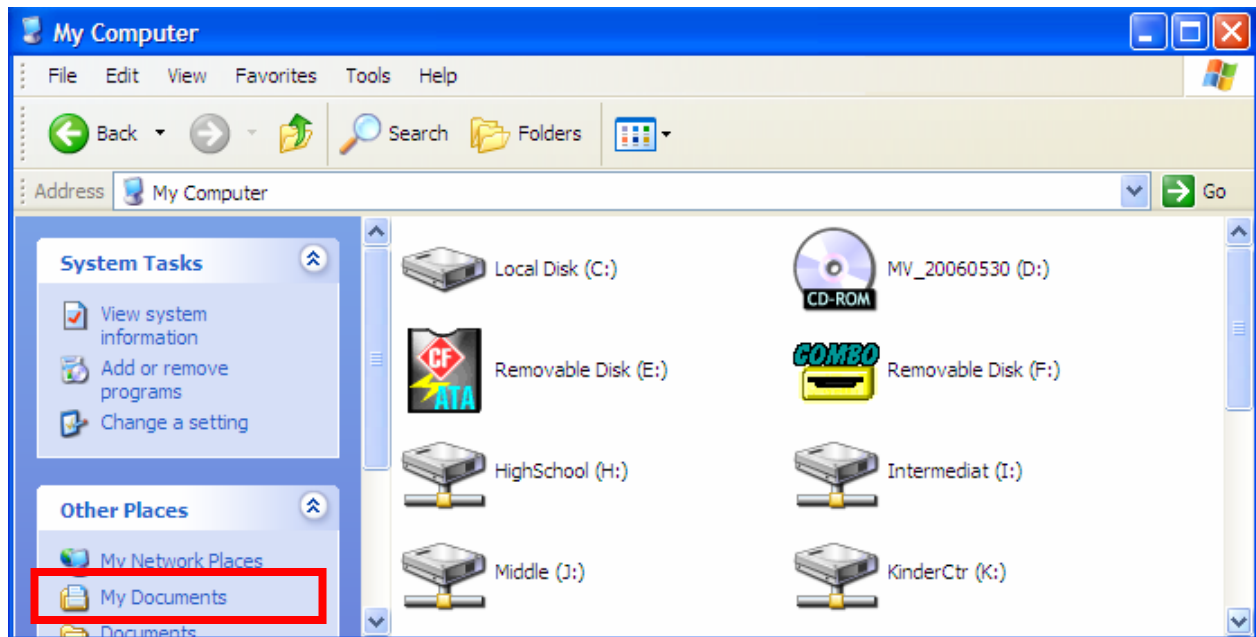 My Computer
File Edit View Favorites Tools Help
Back Search Folders
Address My Computer Go
System Tasks
View system
information
Add or remove
programs
Change a setting
Other Places
My Network Places
My Documents
Documents
Local Disk (C:)
MV_20060530 (D:)
CD-ROM
CF
ATA
Removable Disk (E:)
COMBO
Removable Disk (F:)
HighSchool (H:)
Intermediat (I:)
Middle (J:)
KinderCtr (K:)